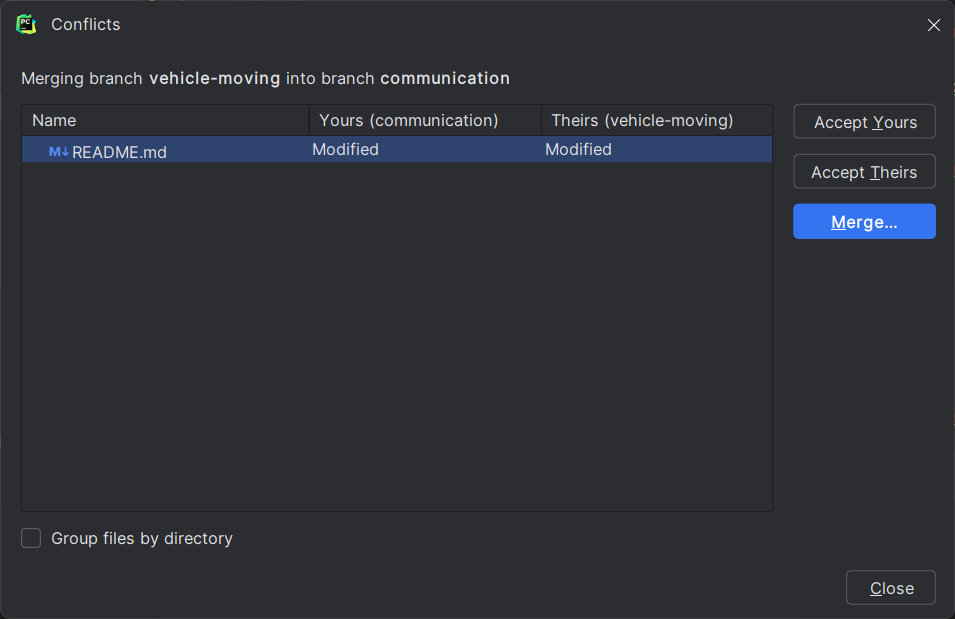 PC
Conflicts
Merging branch vehicle-moving into branch communication
Name Yours (communication) Theirs (vehicle-moving)
M↓ README.md Modified Modified
Accept Yours
Accept Theirs
Merge...
Group files by directory
Close